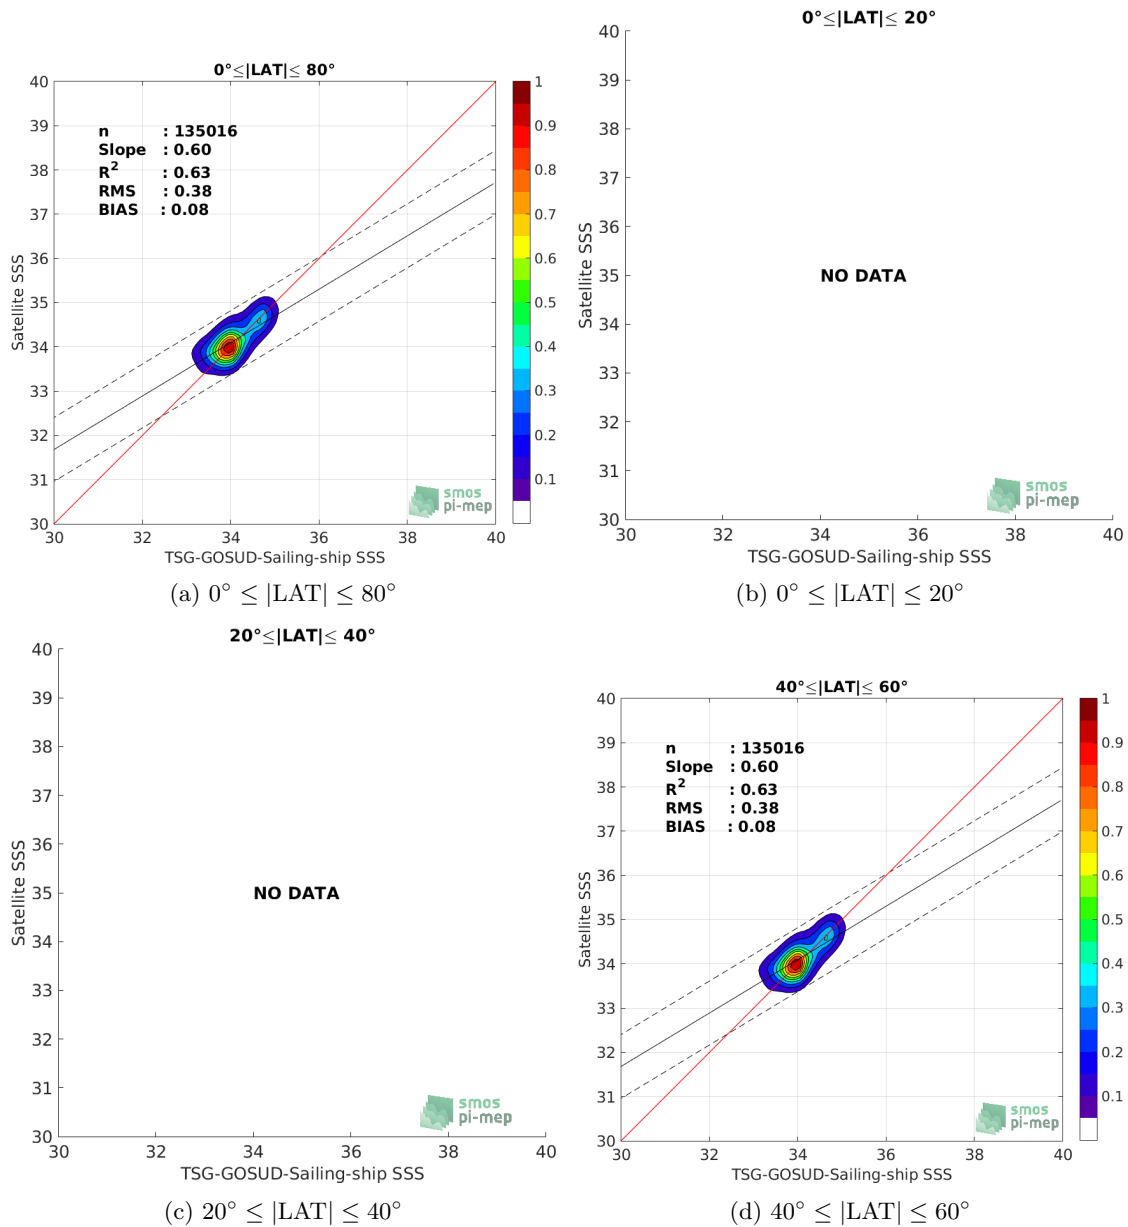 0°≤|LAT|≤ 80°
40
39
38
37
36
35
34
33
32
31
30
Satellite SSS
n : 135016
Slope : 0.60
R2 : 0.63
RMS : 0.38
BIAS : 0.08
1
0.9
0.8
0.7
0.6
0.5
0.4
0.3
0.2
0.1
smos
pi-mep
30 32 34 36 38 40
TSG-GOSUD-Sailing-ship SSS
(a) 0° ≤ |LAT| ≤ 80°
0°≤|LAT|≤ 20°
40
39
38
37
36
35
34
33
32
31
30
Satellite SSS
NO DATA
smos
pi-mep
30 32 34 36 38 40
TSG-GOSUD-Sailing-ship SSS
(b) 0° ≤ |LAT| ≤ 20°
20°≤|LAT|≤ 40°
40
39
38
37
36
35
34
33
32
31
30
Satellite SSS
NO DATA
smos
pi-mep
30 32 34 36 38 40
TSG-GOSUD-Sailing-ship SSS
(c) 20° ≤ |LAT| ≤ 40°
40°≤|LAT|≤ 60°
40
39
38
37
36
35
34
33
32
31
30
Satellite SSS
n : 135016
Slope : 0.60
R2 : 0.63
RMS : 0.38
BIAS : 0.08
1
0.9
0.8
0.7
0.6
0.5
0.4
0.3
0.2
0.1
smos
pi-mep
30 32 34 36 38 40
TSG-GOSUD-Sailing-ship SSS
(d) 40° ≤ |LAT| ≤ 60°